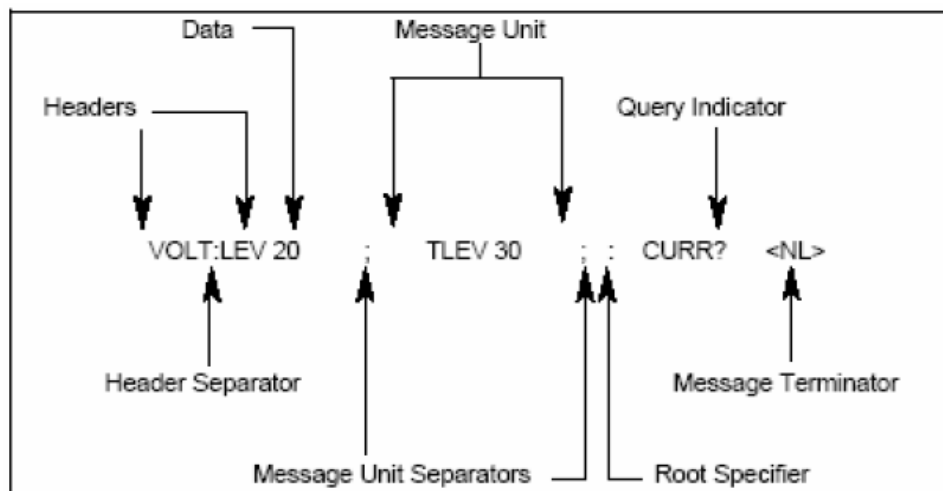 Data Message Unit
Headers Query Indicator
VOLT:LEV 20 ; TLEV 30 ; : CURR? <NL>
Header Separator Message Terminator
Message Unit Separators Root Specifier